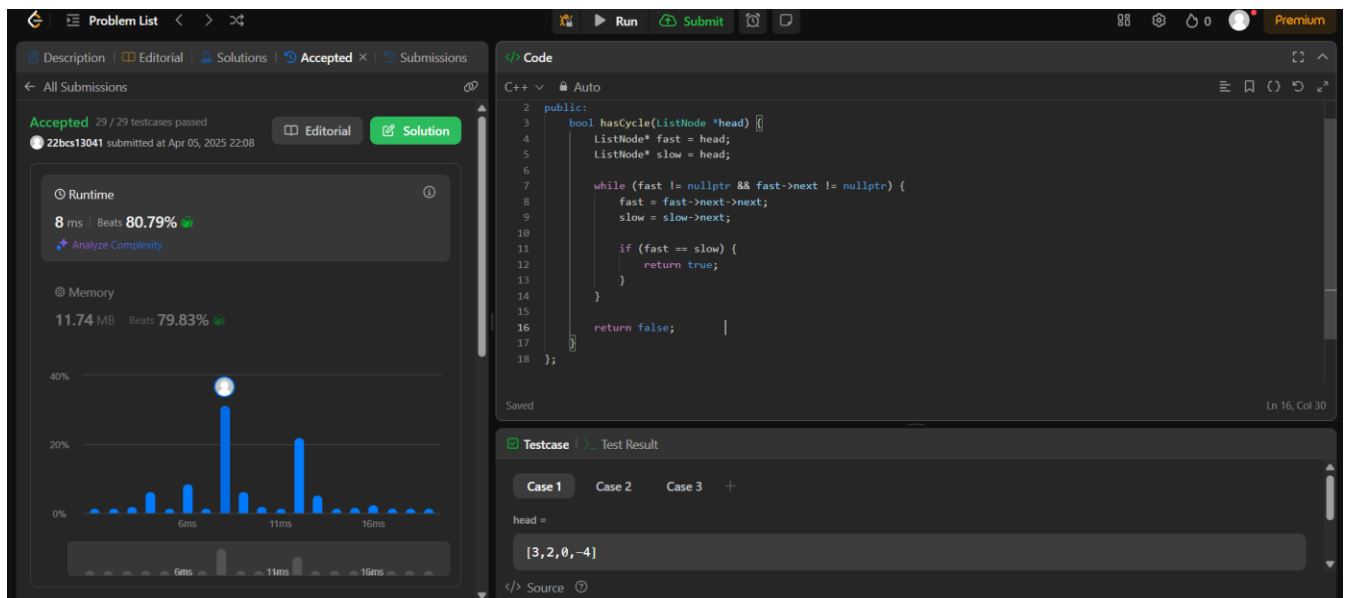 Problem List
Run
Submit
0
Premium
Description | Editorial | Solutions | Accepted × | Submissions
← All Submissions
Accepted 29 / 29 testcases passed
22bcs13041 submitted at Apr 05, 2025 22:08
Editorial
Solution
Runtime
8 ms | Beats 80.79%
Analyze Complexity
Memory
11.74 MB | Beats 79.83%
40%
20%
0%
6ms 11ms 16ms
6ms 11ms 16ms
</> Code
C++ Auto
2 public:
3 bool hasCycle(ListNode *head) {
4 ListNode* fast = head;
5 ListNode* slow = head;
6
7 while (fast != nullptr && fast->next != nullptr) {
8 fast = fast->next->next;
9 slow = slow->next;
10
11 if (fast == slow) {
12 return true;
13 }
14 }
15
16 return false;
17 }
18 };
Saved
Ln 16, Col 30
Testcase | >_ Test Result
Case 1 Case 2 Case 3 +
head =
[3,2,0,-4]
</> Source ?